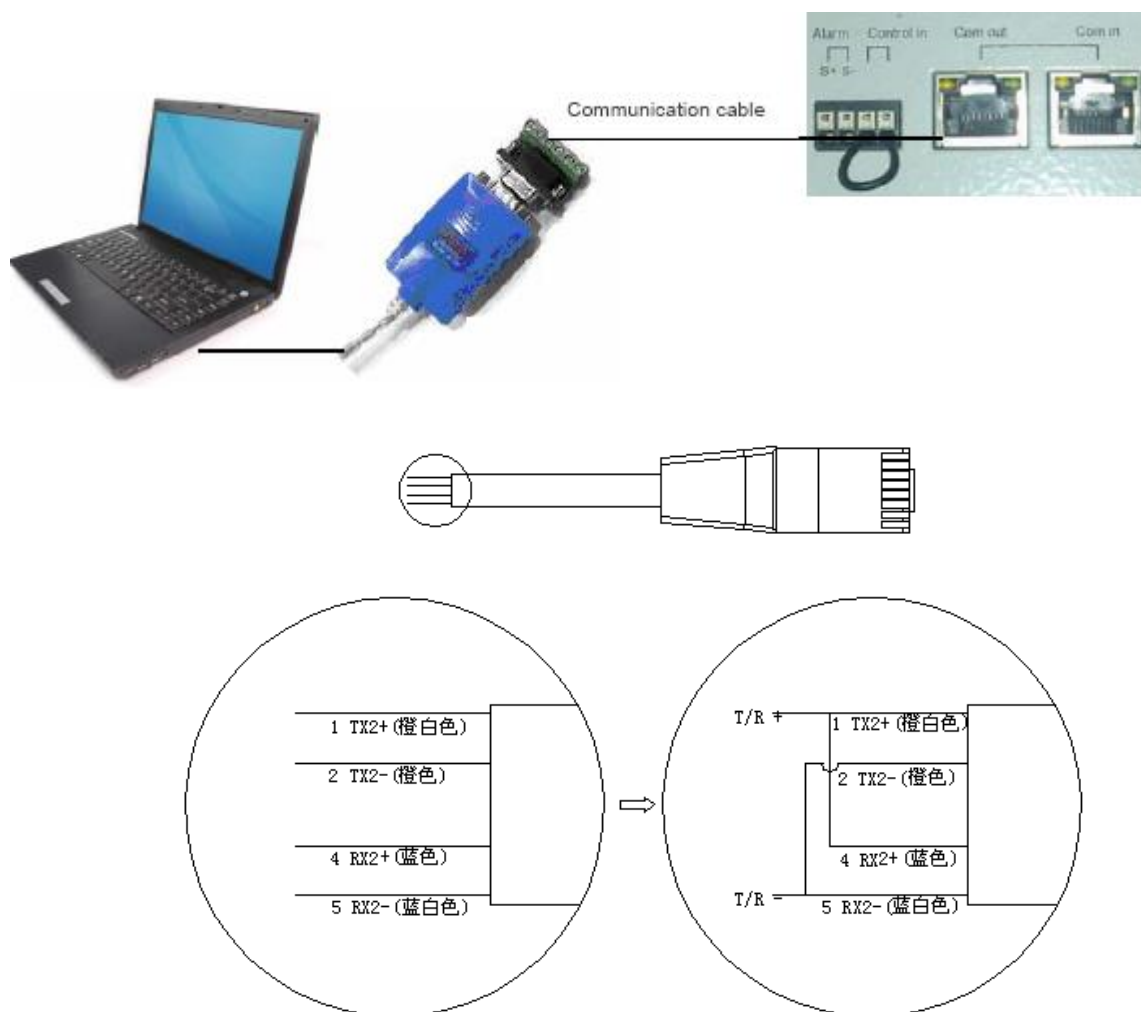 Alarm Control in Com out Com in
S+ S-
Communication cable
1 TX2+(橙白色)
2 TX2-(橙色)
4 RX2+(蓝色)
5 RX2-(蓝白色)
T/R +
1 TX2+(橙白色)
2 TX2-(橙色)
4 RX2+(蓝色)
T/R -
5 RX2-(蓝白色)